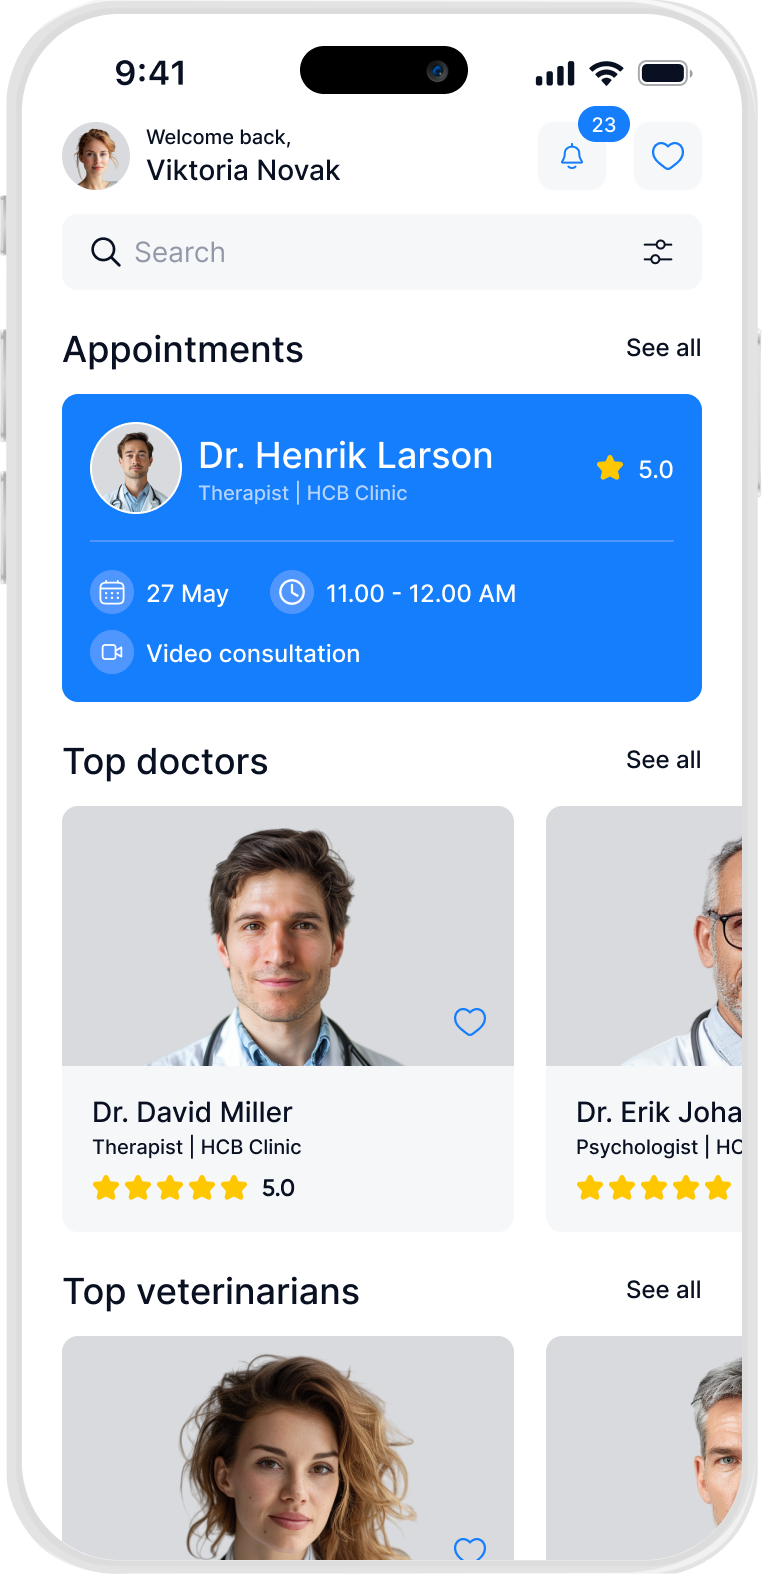 9:41
23
Welcome back,
Viktoria Novak
Search
Appointments
See all
Dr. Henrik Larson
5.0
Therapist | HCB Clinic
27 May
11.00 - 12.00 AM
Video consultation
Top doctors
See all
Dr. David Miller
Therapist | HCB Clinic
5.0
Dr. Erik Joha
Psychologist | HC
Top veterinarians
See all